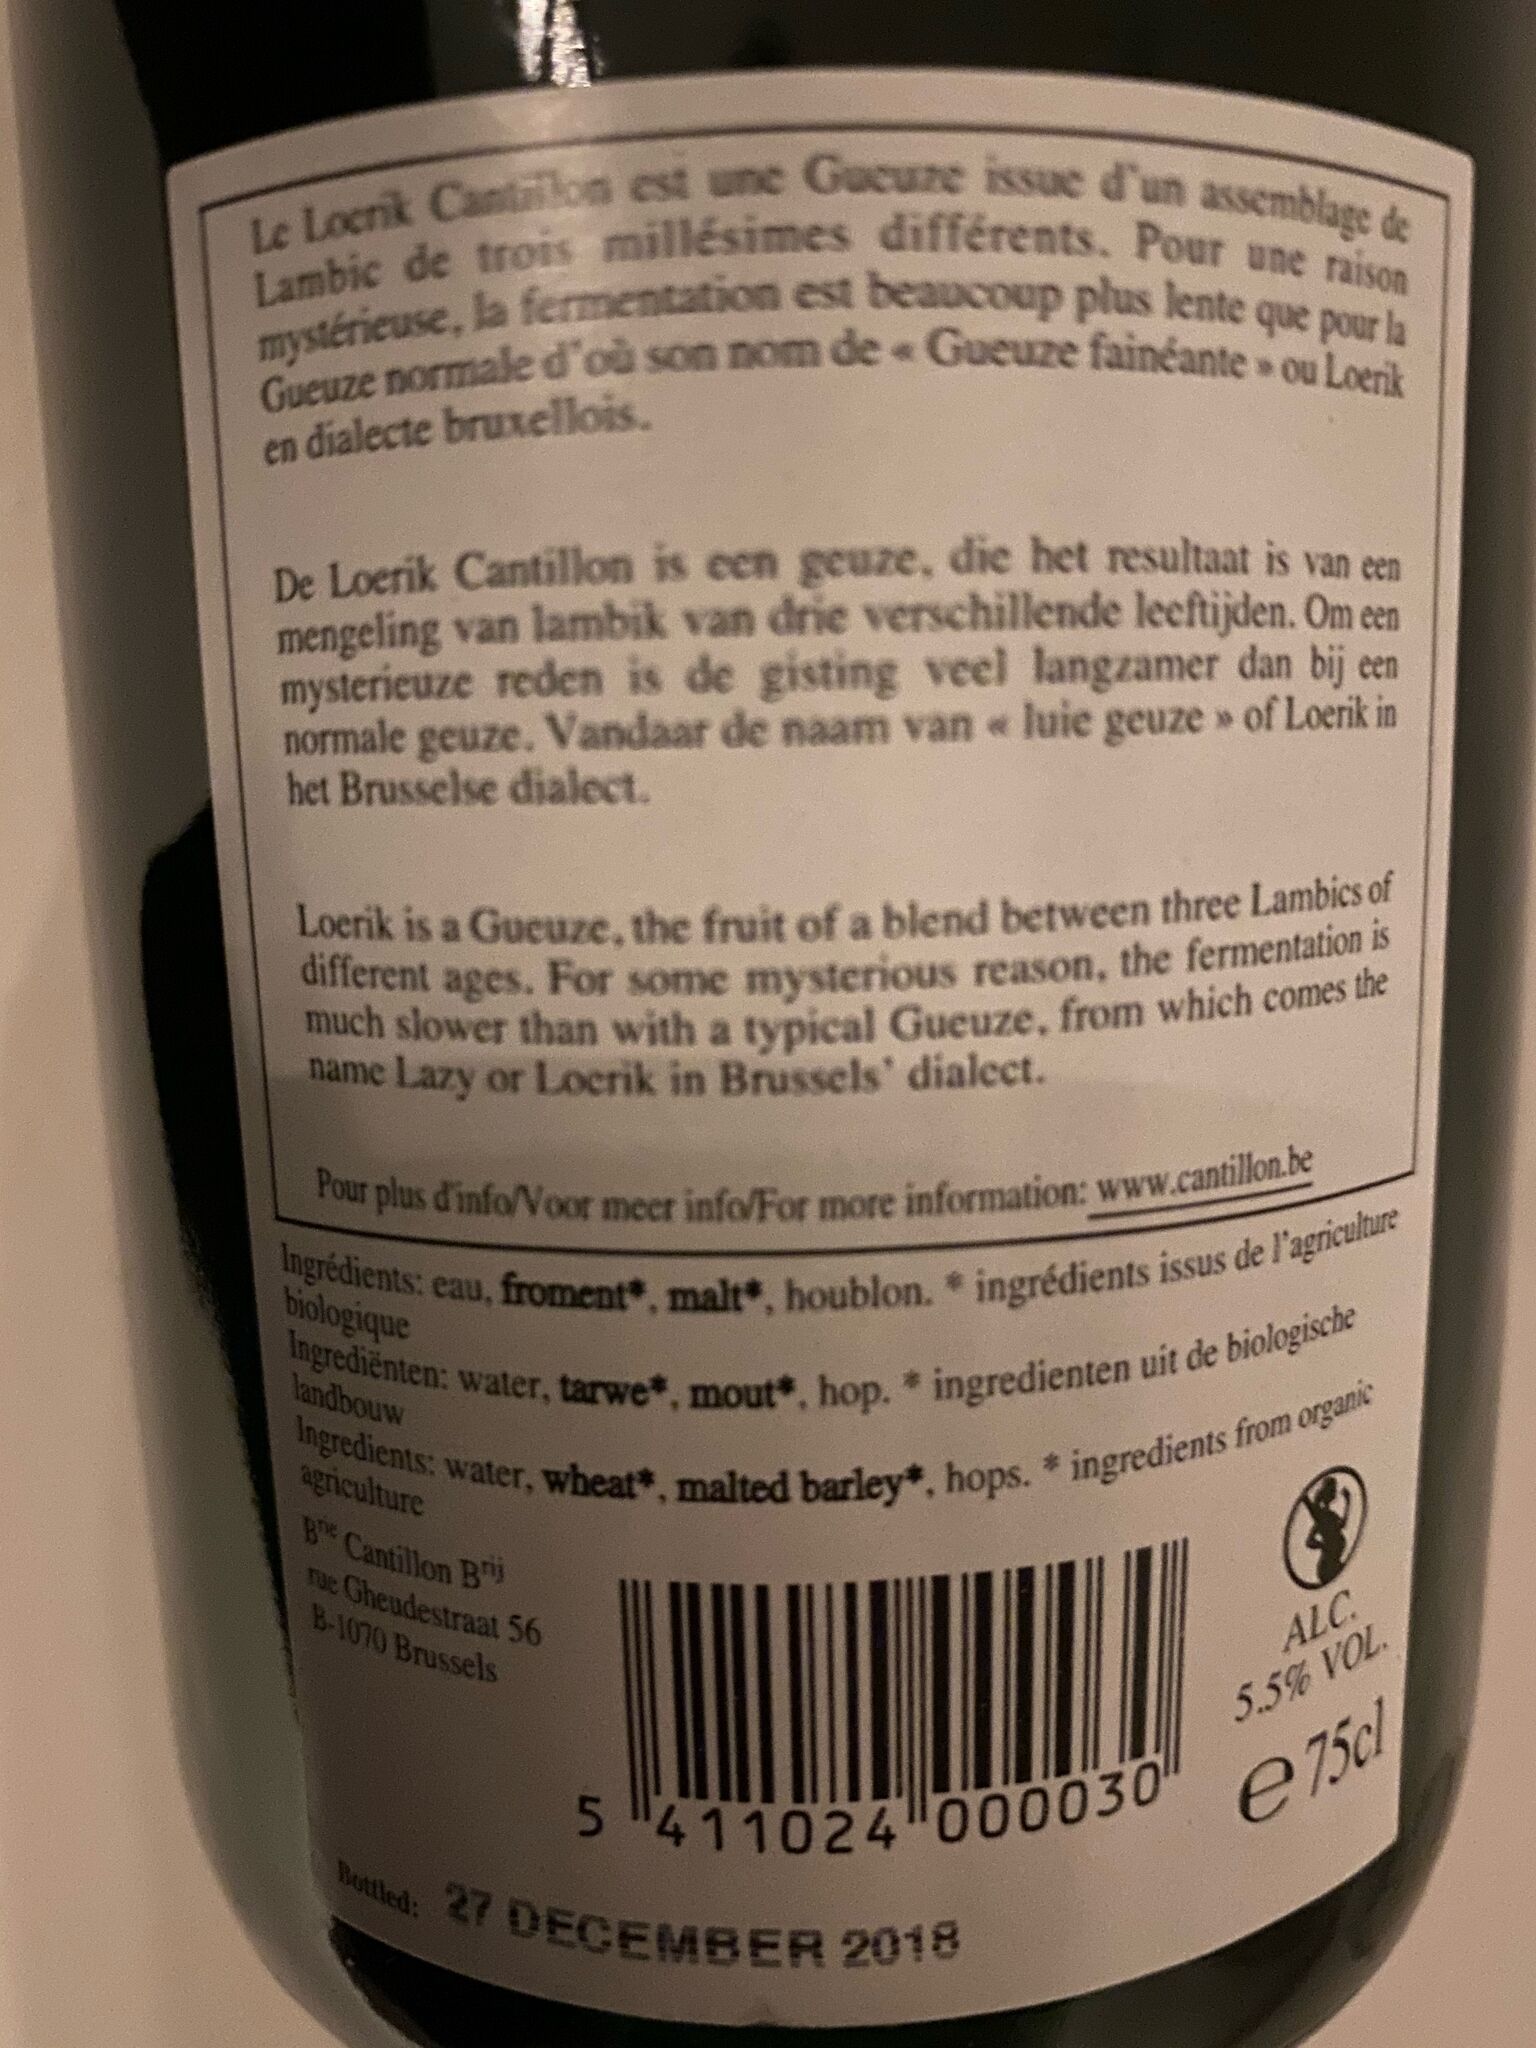 Le Loerik Cantillon est une Gueuze issue d'un assemblage de
Lambic de trois millésimes différents. Pour une raison
mystérieuse, la fermentation est beaucoup plus lente que pour la
Gueuze normale d'où son nom de « Gueuze fainéante » ou Loerik
en dialecte bruxellois.
De Loerik Cantillon is een geuze, die het resultaat is van een
mengeling van lambik van drie verschillende leeftijden. Om een
mysterieuze reden is de gisting veel langzamer dan bij een
normale geuze. Vandaar de naam van « luie geuze » of Loerik in
het Brusselse dialect.
Loerik is a Gueuze, the fruit of a blend between three Lambics of
different ages. For some mysterious reason, the fermentation is
much slower than with a typical Gueuze, from which comes the
name Lazy or Loerik in Brussels' dialect.
Pour plus d'info/Voor meer info/For more information: www.cantillon.be
Ingrédients: eau, froment*, malt*, houblon. * ingrédients issus de l'agriculture
biologique
Ingrediënten: water, tarwe*, mout*, hop. * ingredienten uit de biologische
landbouw
Ingredients: water, wheat*, malted barley*, hops. * ingredients from organic
agriculture
Brie Cantillon Brij
rue Gheudestraat 56
B-1070 Brussels
ALC.
5.5% VOL.
e 75cl
5 411024 000030
Bottled: 27 DECEMBER 2018